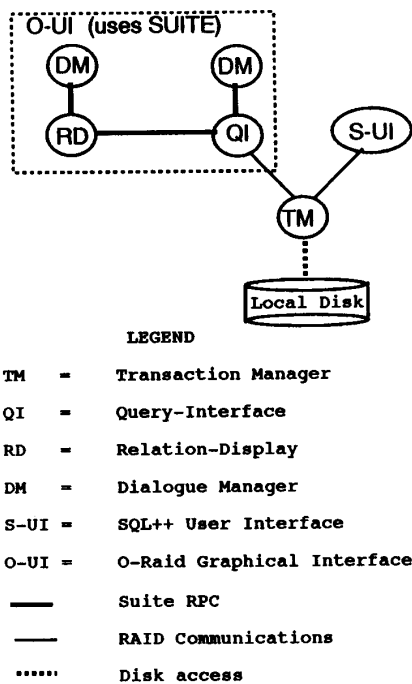 O-UI (uses SUITE)
DM DM
RD QI S-UI
TM
Local Disk
LEGEND
TM = Transaction Manager
QI = Query-Interface
RD = Relation-Display
DM = Dialogue Manager
S-UI = SQL++ User Interface
O-UI = O-Raid Graphical Interface
Suite RPC
RAID Communications
Disk access